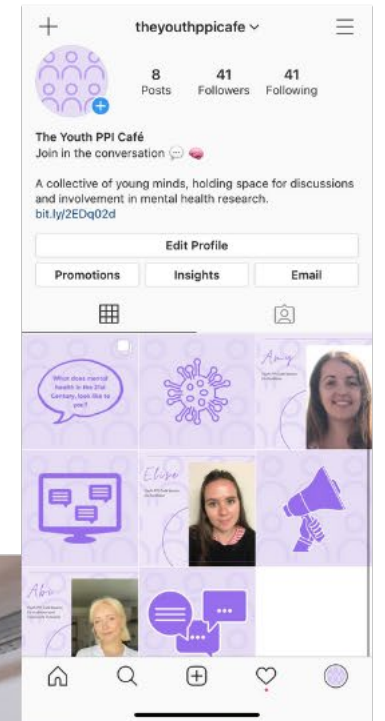 theyouthppicafe
8 41 41
Posts Followers Following
The Youth PPI Café
Join in the conversation
A collective of young minds, holding space for discussions
and involvement in mental health research.
bit.ly/2EDq02d
Edit Profile
Promotions Insights Email
What does mental
health in the 21st
Century, look like to
you?
Amy
Eline
Abi